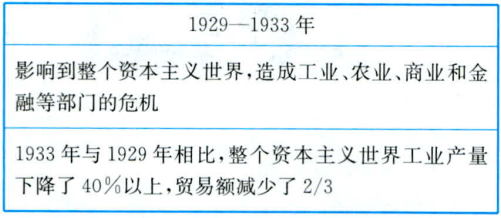 1929—1933年
影响到整个资本主义世界,造成工业、农业、商业和金
融等部门的危机
1933年与1929年相比,整个资本主义世界工业产量
下降了40%以上,贸易额减少了2/3